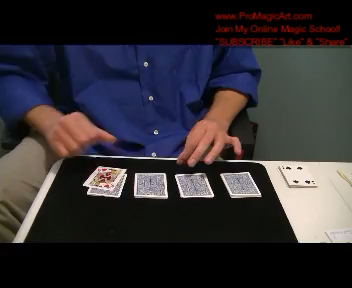 www.ProMagicArt.com
Join My Online Magic School!
"SUBSCRIBE" "Like" & "Share"